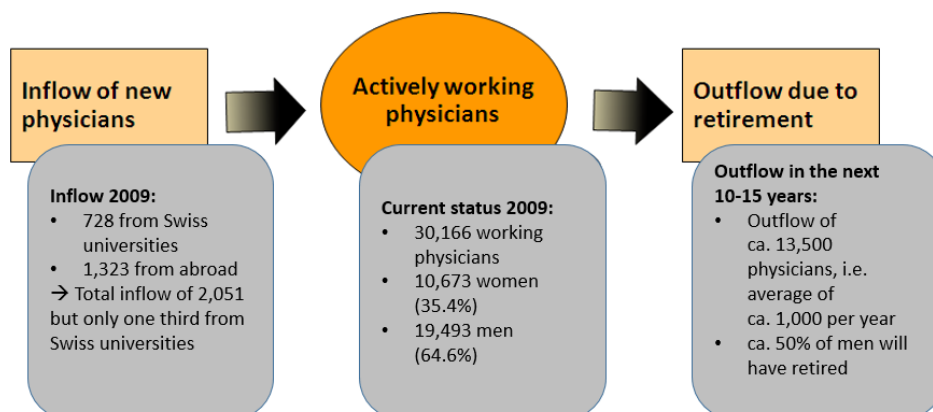 Inflow of new
physicians
Actively working
physicians
Outflow due to
retirement
Inflow 2009:
• 728 from Swiss
universities
• 1,323 from abroad
→ Total inflow of 2,051
but only one third from
Swiss universities
Current status 2009:
• 30,166 working
physicians
• 10,673 women
(35.4%)
• 19,493 men
(64.6%)
Outflow in the next
10-15 years:
• Outflow of
ca. 13,500
physicians, i.e.
average of
ca. 1,000 per year
• ca. 50% of men will
have retired